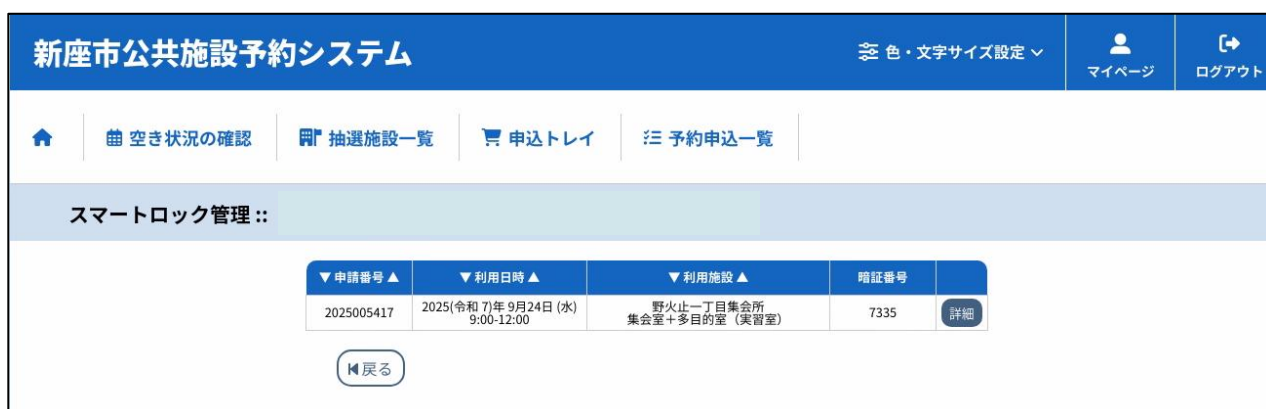 新座市公共施設予約システム
色・文字サイズ設定
マイページ
ログアウト
空き状況の確認
抽選施設一覧
申込トレイ
予約申込一覧
スマートロック管理 ::
▼申請番号▲ ▼利用日時▲ ▼利用施設▲ 暗証番号
2025005417 2025(令和 7)年 9月24日 (水) 9:00-12:00 野火止一丁目集会所 集会室＋多目的室（実習室） 7335 詳細
戻る